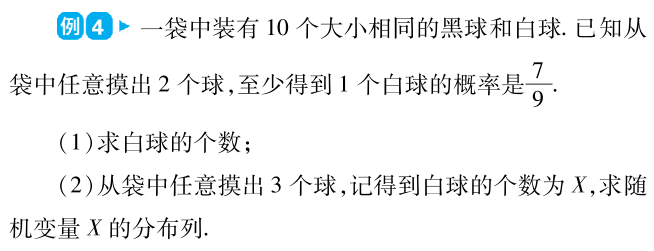 例4 ▶ 一袋中装有 10 个大小相同的黑球和白球. 已知从
袋中任意摸出 2 个球,至少得到 1 个白球的概率是7/9.
(1)求白球的个数;
(2)从袋中任意摸出 3 个球,记得到白球的个数为 X,求随
机变量 X 的分布列.